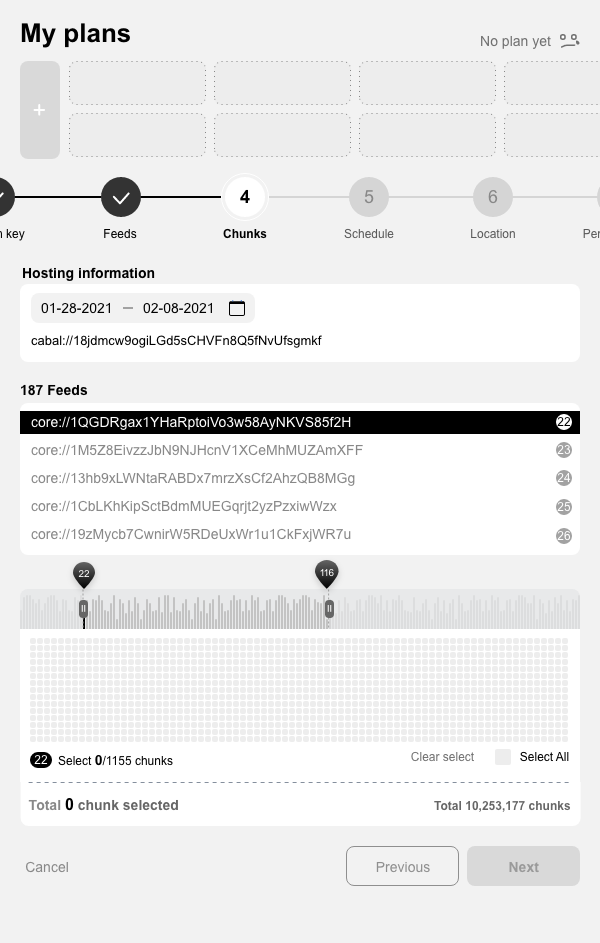 My plans
No plan yet
+
4
5
6
n key
Feeds
Chunks
Schedule
Location
Per
Hosting information
01-28-2021 — 02-08-2021
cabal://18jdmcw9ogiLGd5sCHVFn8Q5fNvUfsgmkf
187 Feeds
core://1QGDRgax1YHaRptoiVo3w58AyNKVS85f2H 22
core://1M5Z8EivzzJbN9NJHcnV1XCeMhMUZAmXFF 23
core://13hb9xLWNtaRABDx7mrzXsCf2AhzQB8MGg 24
core://1CbLKhKipSctBdmMUEGqrjt2yzPzxiwWzx 25
core://19zMycb7CwnirW5RDeUxWr1u1CkFxjWR7u 26
22
116
22 Select 0/1155 chunks
Clear select
Select All
Total 0 chunk selected
Total 10,253,177 chunks
Cancel
Previous
Next